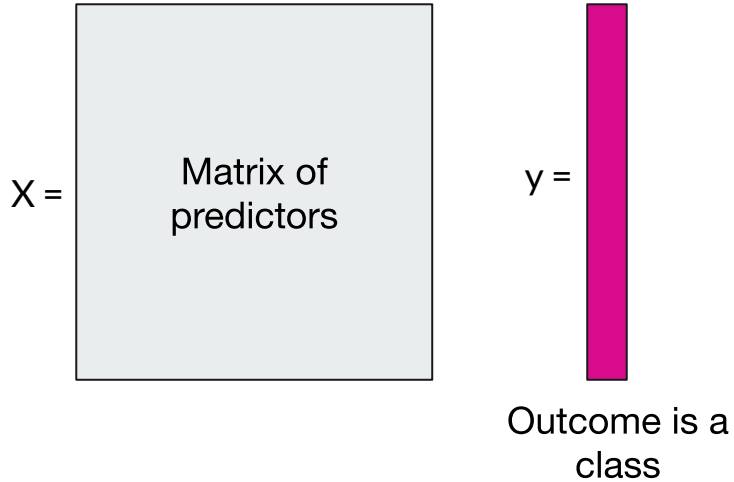 X =
Matrix of
predictors
y =
Outcome is a
class